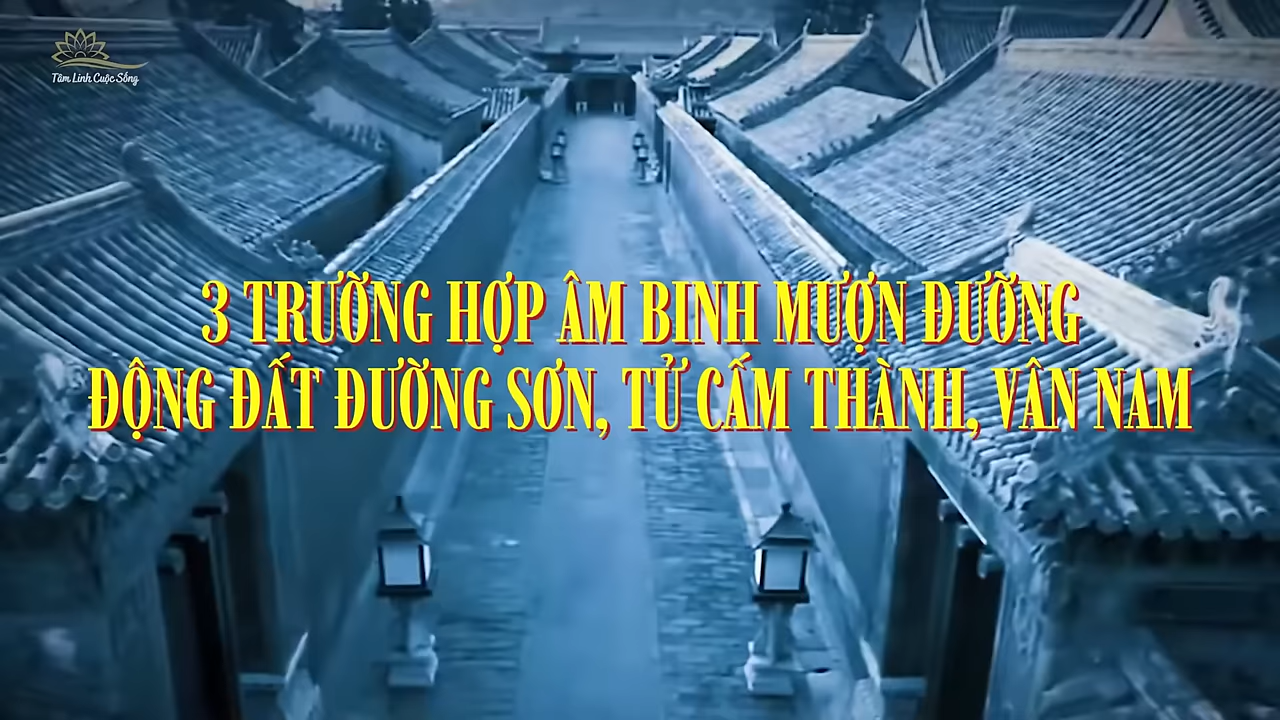 Tâm Linh Cuộc Sống
3 TRƯỜNG HỢP ÂM BINH MƯỢN ĐƯỜNG
ĐỘNG ĐẤT ĐƯỜNG SƠN, TỬ CẤM THÀNH, VÂN NAM